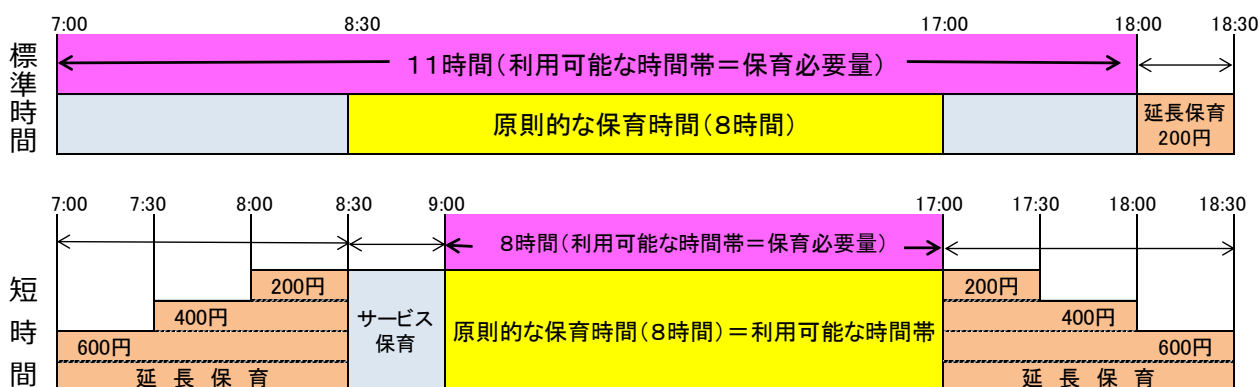 7:00 8:30 17:00 18:00 18:30
標準時間
11時間(利用可能な時間帯=保育必要量)
原則的な保育時間(8時間)
延長保育
200円
7:00 7:30 8:00 8:30 9:00 17:00 17:30 18:00 18:30
短時間
8時間(利用可能な時間帯=保育必要量)
200円
400円
600円
延長保育
サービス
保育
原則的な保育時間(8時間)=利用可能な時間帯
200円
400円
600円
延長保育